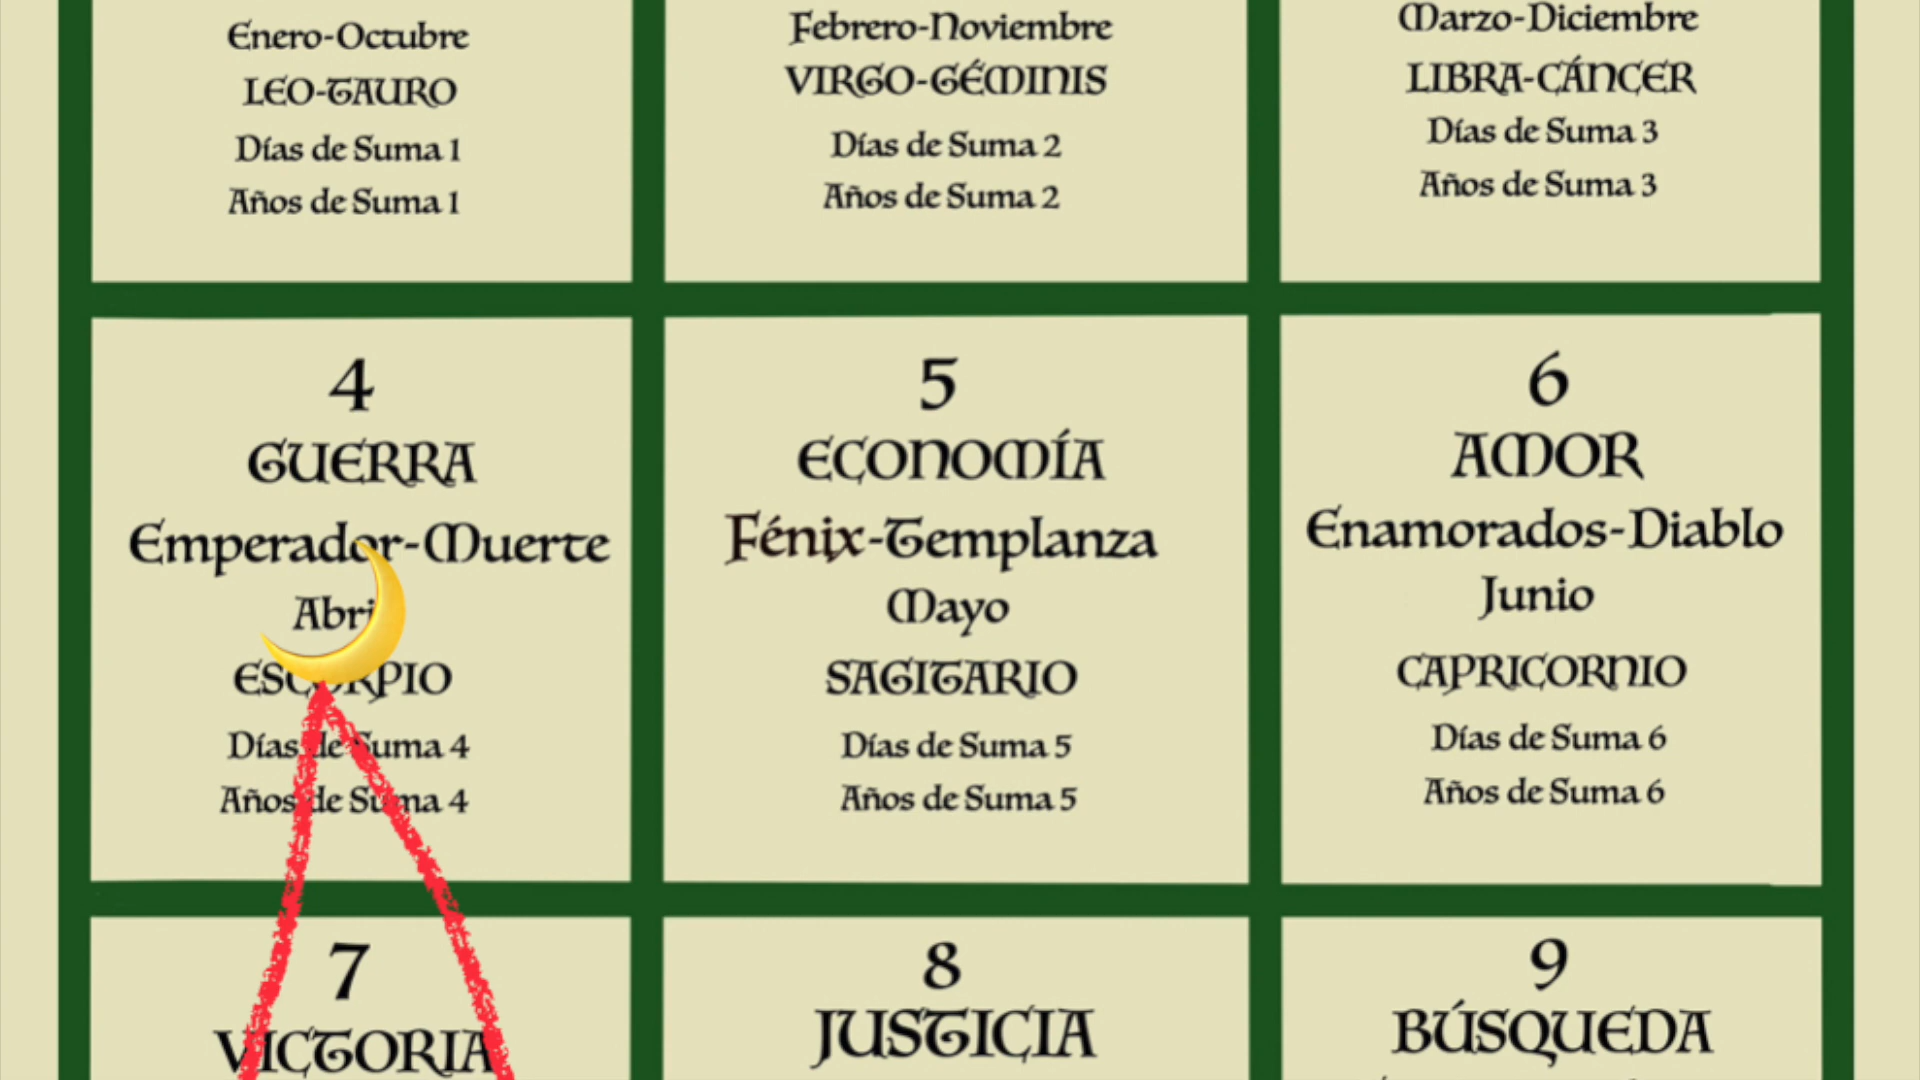 Enero-Octubre
LEO-TAURO
Días de Suma 1
Años de Suma 1
Febrero-Noviembre
VIRGO-GÉMINIS
Días de Suma 2
Años de Suma 2
Marzo-Diciembre
LIBRA-CÁNCER
Días de Suma 3
Años de Suma 3
4
GUERRA
Emperador-Muerte
Abri
ESCORPIO
Días de Suma 4
Años de Suma 4
5
ECONOMÍA
Fénix-Templanza
Mayo
SAGITARIO
Días de Suma 5
Años de Suma 5
6
AMOR
Enamorados-Diablo
Junio
CAPRICORNIO
Días de Suma 6
Años de Suma 6
7
VICTORIA
8
JUSTICIA
9
BÚSQUEDA